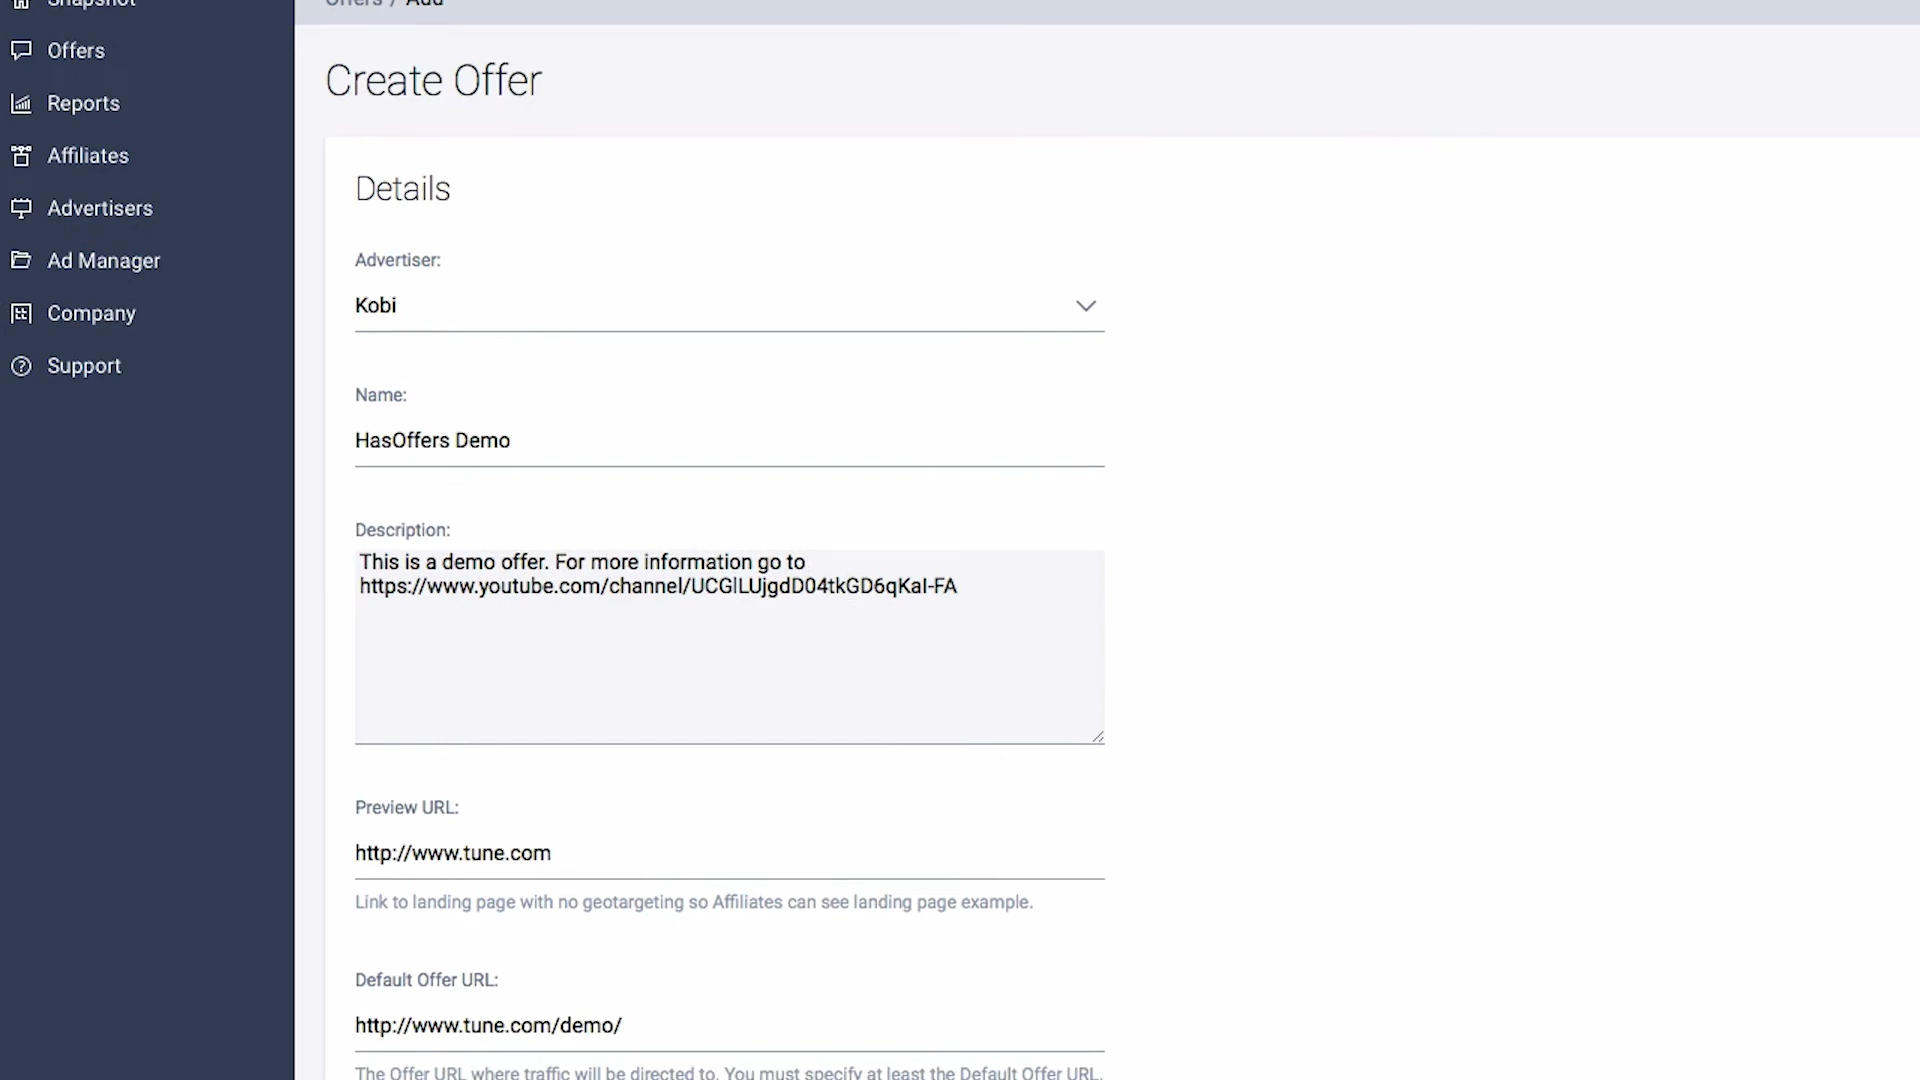 Snapshot
Offers
Reports
Affiliates
Advertisers
Ad Manager
Company
Support
Offers / Add
Create Offer
Details
Advertiser:
Kobi
Name:
HasOffers Demo
Description:
This is a demo offer. For more information go to
https://www.youtube.com/channel/UCGlLUjgdD04tkGD6qKaI-FA
Preview URL:
http://www.tune.com
Link to landing page with no geotargeting so Affiliates can see landing page example.
Default Offer URL:
http://www.tune.com/demo/
The Offer URL where traffic will be directed to. You must specify at least the Default Offer URL.